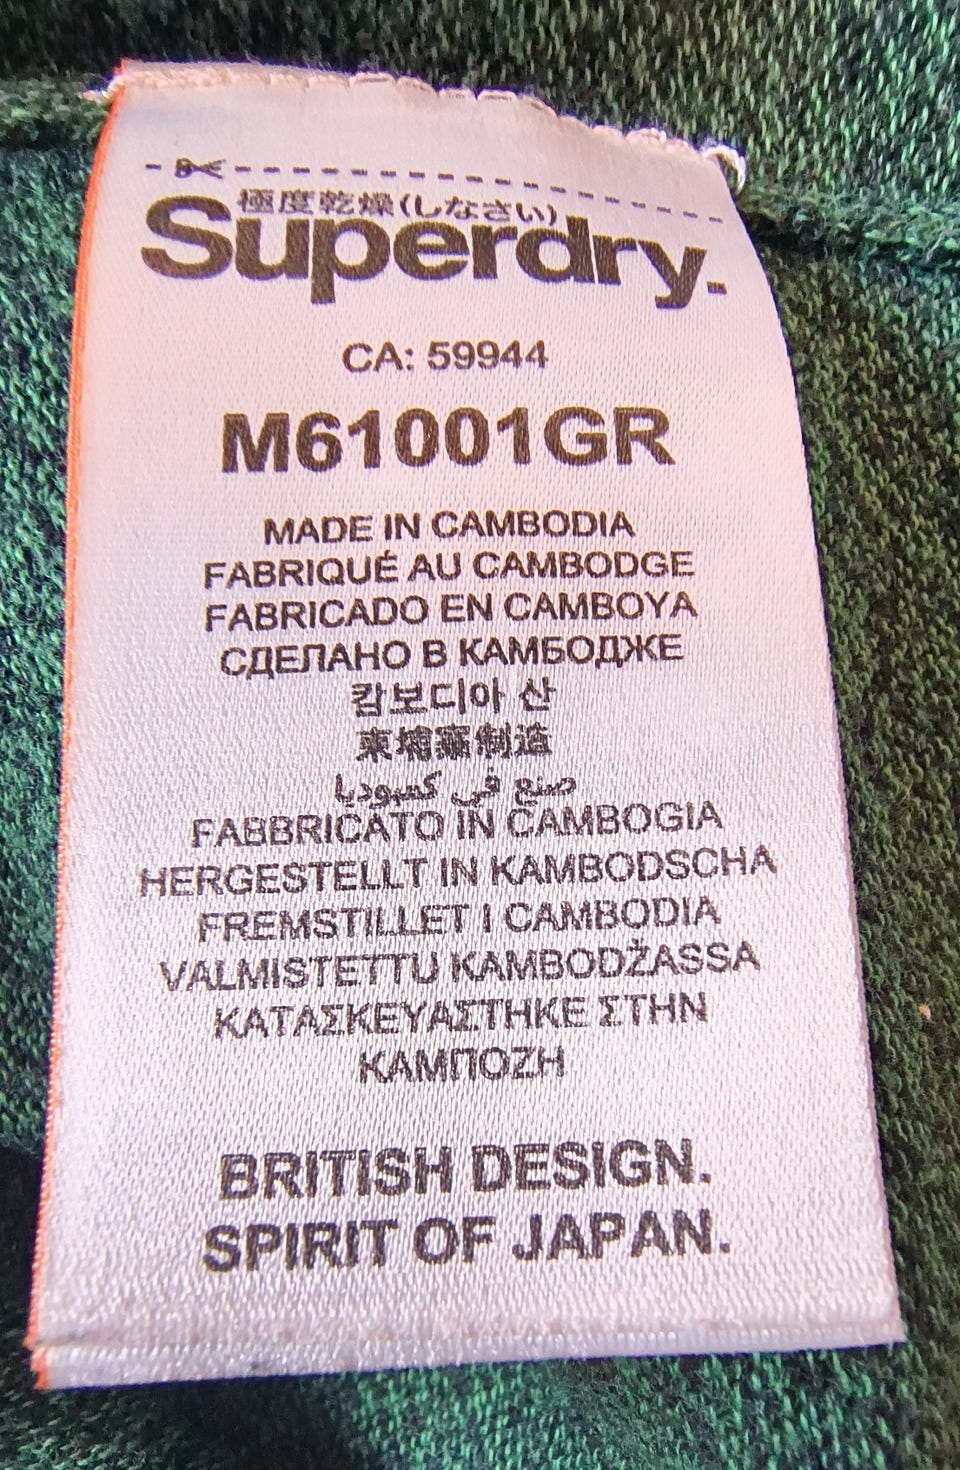 極度乾燥(しなさい)
Superdry.
CA: 59944
M61001GR
MADE IN CAMBODIA
FABRIQUÉ AU CAMBODGE
FABRICADO EN CAMBOYA
СДЕЛАНО В КАМБОДЖЕ
캄보디아 산
柬埔寨制造
صنع في كمبوديا
FABBRICATO IN CAMBOGIA
HERGESTELLT IN KAMBODSCHA
FREMSTILLET I CAMBODIA
VALMISTETTU KAMBODŽASSA
ΚΑΤΑΣΚΕΥΑΣΤΗΚΕ ΣΤΗΝ
ΚΑΜΠΟΖΗ
BRITISH DESIGN.
SPIRIT OF JAPAN.